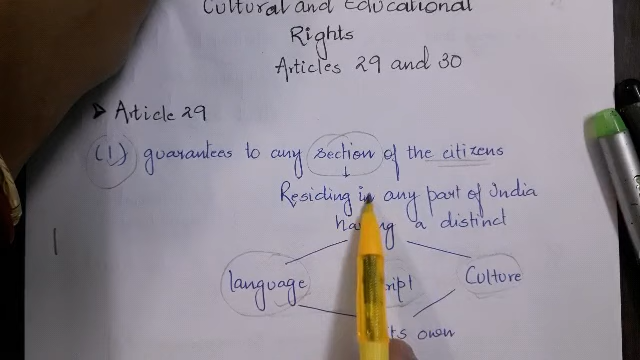 Cultural and Educational
Rights
Articles 29 and 30
➤ Article 29
(1) guarantees to any section of the citizens
Residing in any part of India
a distinct
language Culture
its own